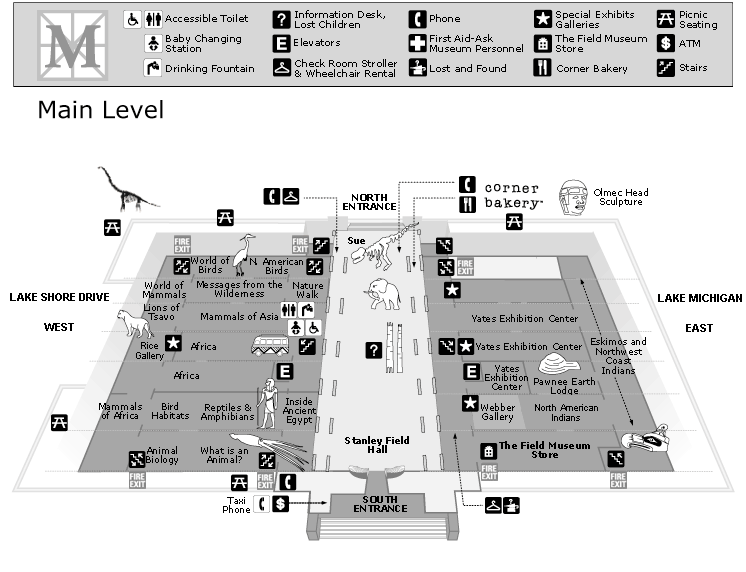 M
Accessible Toilet
Baby Changing
Station
Drinking Fountain
?
Information Desk,
Lost Children
E
Elevators
Check Room Stroller
& Wheelchair Rental
Phone
First Aid-Ask
Museum Personnel
Lost and Found
Special Exhibits
Galleries
The Field Museum
Store
Corner Bakery
Picnic
Seating
$
ATM
Stairs
Main Level
NORTH
ENTRANCE
corner
bakery
Olmec Head
Sculpture
FIRE
EXIT
FIRE
EXIT
Sue
World of
Birds
N. American
Birds
FIRE
EXIT
World of
Mammals
Messages from the
Wilderness
Nature
Walk
LAKE SHORE DRIVE
WEST
LAKE MICHIGAN
EAST
Lions of
Tsavo
Mammals of Asia
Yates Exhibition Center
Rice
Gallery
Africa
?
Yates Exhibition Center
Eskimos and
Northwest
Coast
Indians
Africa
E
E
Yates
Exhibition
Center
Pawnee Earth
Lodge
Mammals
of Africa
Bird
Habitats
Reptiles &
Amphibians
Inside
Ancient
Egypt
Webber
Gallery
North American
Indians
Animal
Biology
What is an
Animal?
Stanley Field
Hall
The Field Museum
Store
FIRE
EXIT
FIRE
EXIT
FIRE
EXIT
FIRE
EXIT
Taxi
Phone
$
SOUTH
ENTRANCE